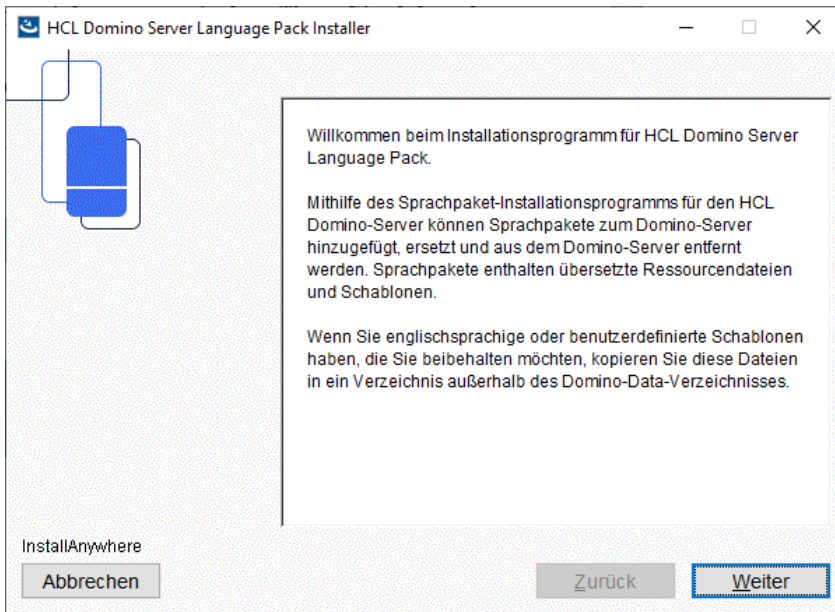 HCL Domino Server Language Pack Installer
Willkommen beim Installationsprogramm für HCL Domino Server
Language Pack.
Mithilfe des Sprachpaket-Installationsprogramms für den HCL
Domino-Server können Sprachpakete zum Domino-Server
hinzugefügt, ersetzt und aus dem Domino-Server entfernt
werden. Sprachpakete enthalten übersetzte Ressourcendateien
und Schablonen.
Wenn Sie englischsprachige oder benutzerdefinierte Schablonen
haben, die Sie beibehalten möchten, kopieren Sie diese Dateien
in ein Verzeichnis außerhalb des Domino-Data-Verzeichnisses.
InstallAnywhere
Abbrechen
Zurück
Weiter